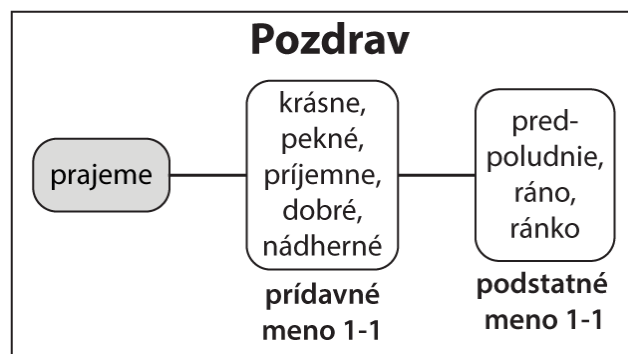 Pozdrav
prajeme
krásne,
pekné,
príjemne,
dobré,
nádherné
prídavné
meno 1-1
pred-
poludnie,
ráno,
ránko
podstatné
meno 1-1